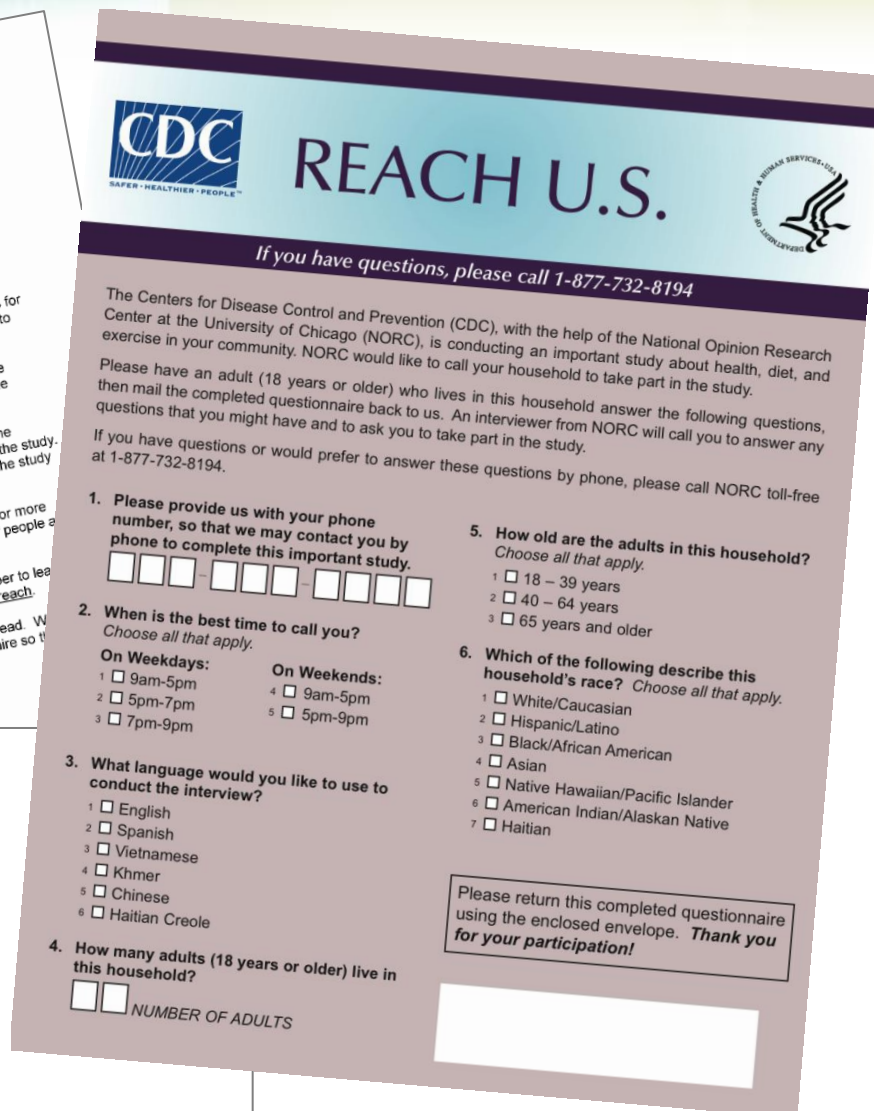 for
to
the study.
he study
or more
people a
er to lea
each.
ead. W
ire so t
CDC
SAFER • HEALTHIER • PEOPLE™
REACH U.S.
DEPARTMENT OF HEALTH & HUMAN SERVICES • USA
If you have questions, please call 1-877-732-8194
The Centers for Disease Control and Prevention (CDC), with the help of the National Opinion Research
Center at the University of Chicago (NORC), is conducting an important study about health, diet, and
exercise in your community. NORC would like to call your household to take part in the study.
Please have an adult (18 years or older) who lives in this household answer the following questions,
then mail the completed questionnaire back to us. An interviewer from NORC will call you to answer any
questions that you might have and to ask you to take part in the study.
If you have questions or would prefer to answer these questions by phone, please call NORC toll-free
at 1-877-732-8194.
1. Please provide us with your phone
number, so that we may contact you by
phone to complete this important study.
2. When is the best time to call you?
Choose all that apply.
On Weekdays:
1 9am-5pm
2 5pm-7pm
3 7pm-9pm
On Weekends:
4 9am-5pm
5 5pm-9pm
3. What language would you like to use to
conduct the interview?
1 English
2 Spanish
3 Vietnamese
4 Khmer
5 Chinese
6 Haitian Creole
4. How many adults (18 years or older) live in
this household?
NUMBER OF ADULTS
5. How old are the adults in this household?
Choose all that apply.
1 18 – 39 years
2 40 – 64 years
3 65 years and older
6. Which of the following describe this
household's race? Choose all that apply.
1 White/Caucasian
2 Hispanic/Latino
3 Black/African American
4 Asian
5 Native Hawaiian/Pacific Islander
6 American Indian/Alaskan Native
7 Haitian
Please return this completed questionnaire
using the enclosed envelope. Thank you
for your participation!